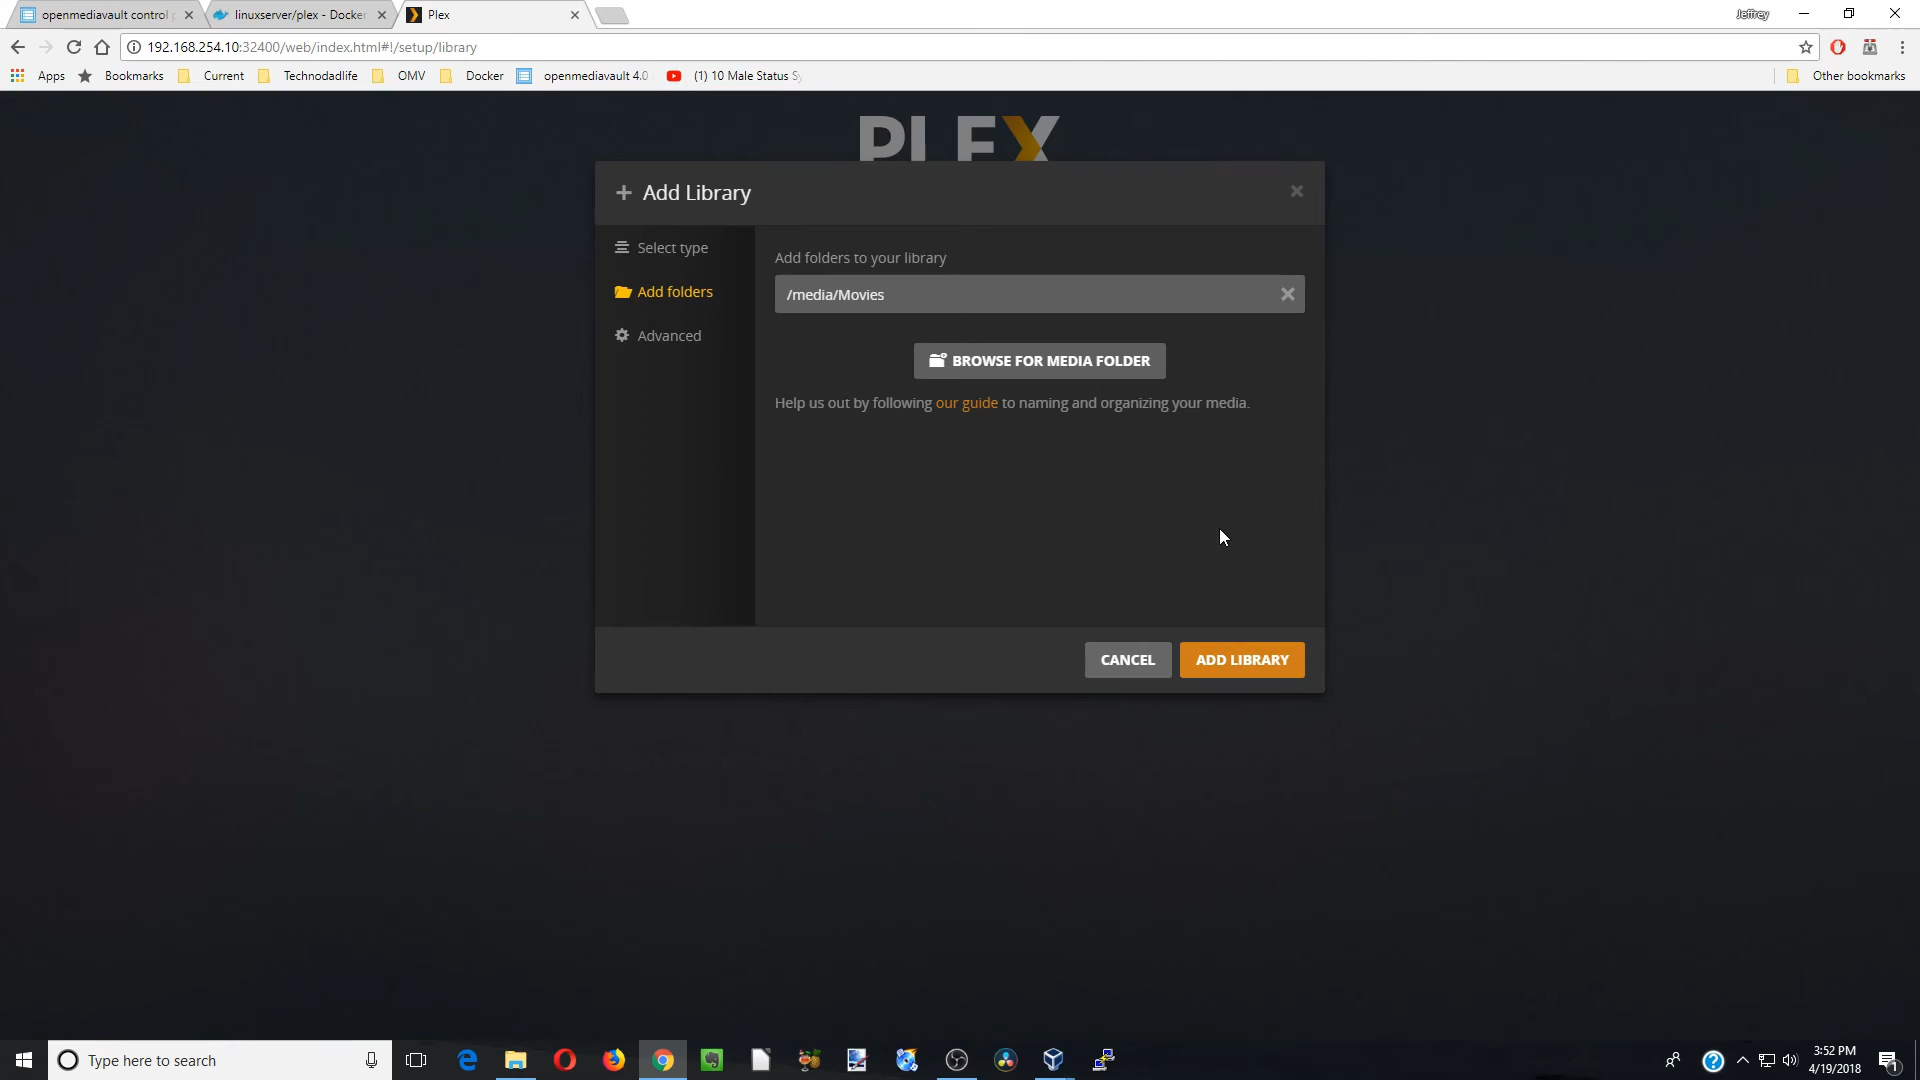 openmediavault control p
linuxserver/plex - Docker
Plex
Jeffrey
192.168.254.10:32400/web/index.html#!/setup/library
Apps
Bookmarks
Current
Technodadlife
OMV
Docker
openmediavault 4.0
(1) 10 Male Status Sy
Other bookmarks
PLEX
+ Add Library
Select type
Add folders
Advanced
Add folders to your library
/media/Movies
BROWSE FOR MEDIA FOLDER
Help us out by following our guide to naming and organizing your media.
CANCEL
ADD LIBRARY
Type here to search
3:52 PM
4/19/2018
1